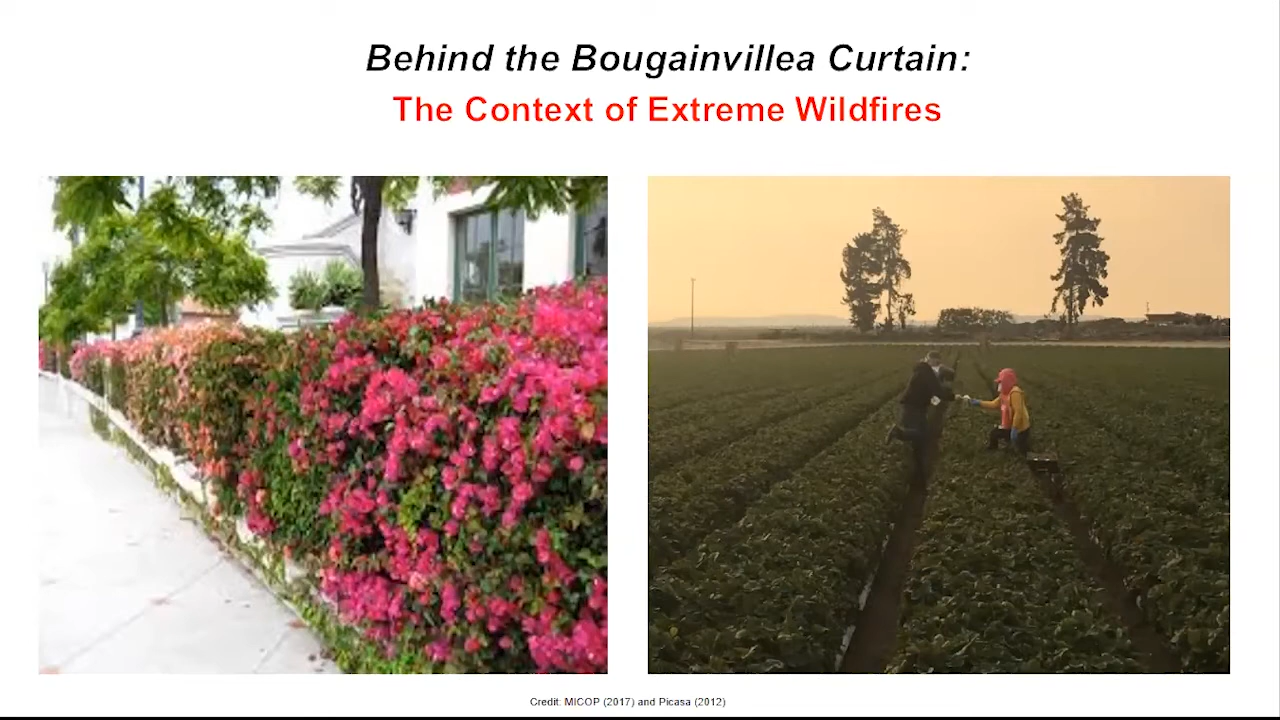 Behind the Bougainvillea Curtain:
The Context of Extreme Wildfires
Credit: MICOP (2017) and Picasa (2012)